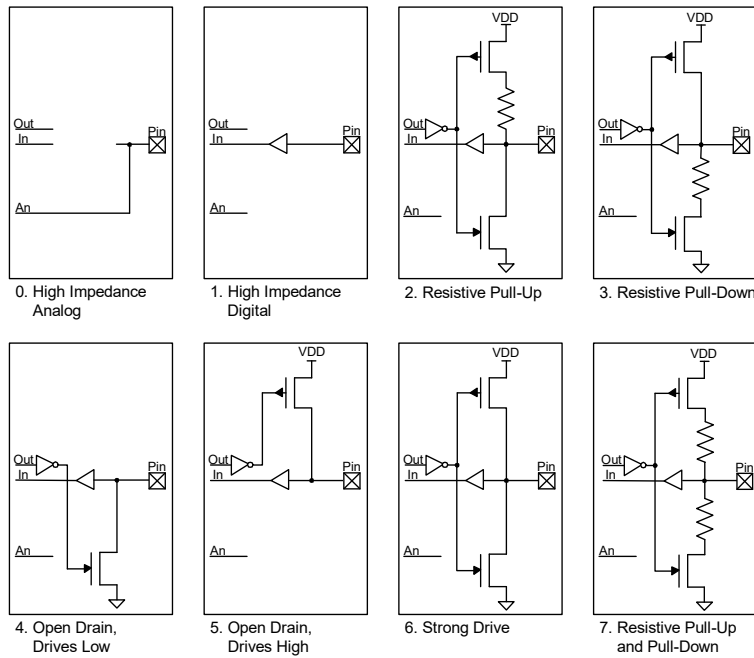 VDD
VDD
Out
In
Pin
An
Out
In
Pin
An
Out
In
Pin
An
Out
In
Pin
An
0. High Impedance
Analog
1. High Impedance
Digital
2. Resistive Pull-Up
3. Resistive Pull-Down
VDD
VDD
VDD
Out
In
Pin
An
Out
In
Pin
An
Out
In
Pin
An
Out
In
Pin
An
4. Open Drain,
Drives Low
5. Open Drain,
Drives High
6. Strong Drive
7. Resistive Pull-Up
and Pull-Down